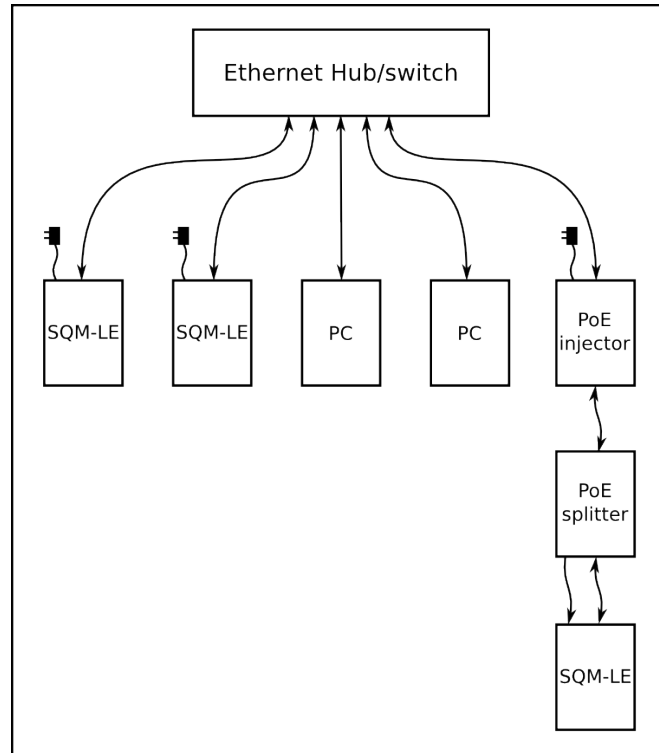 Ethernet Hub/switch
SQM-LE
SQM-LE
PC
PC
PoE
injector
PoE
splitter
SQM-LE